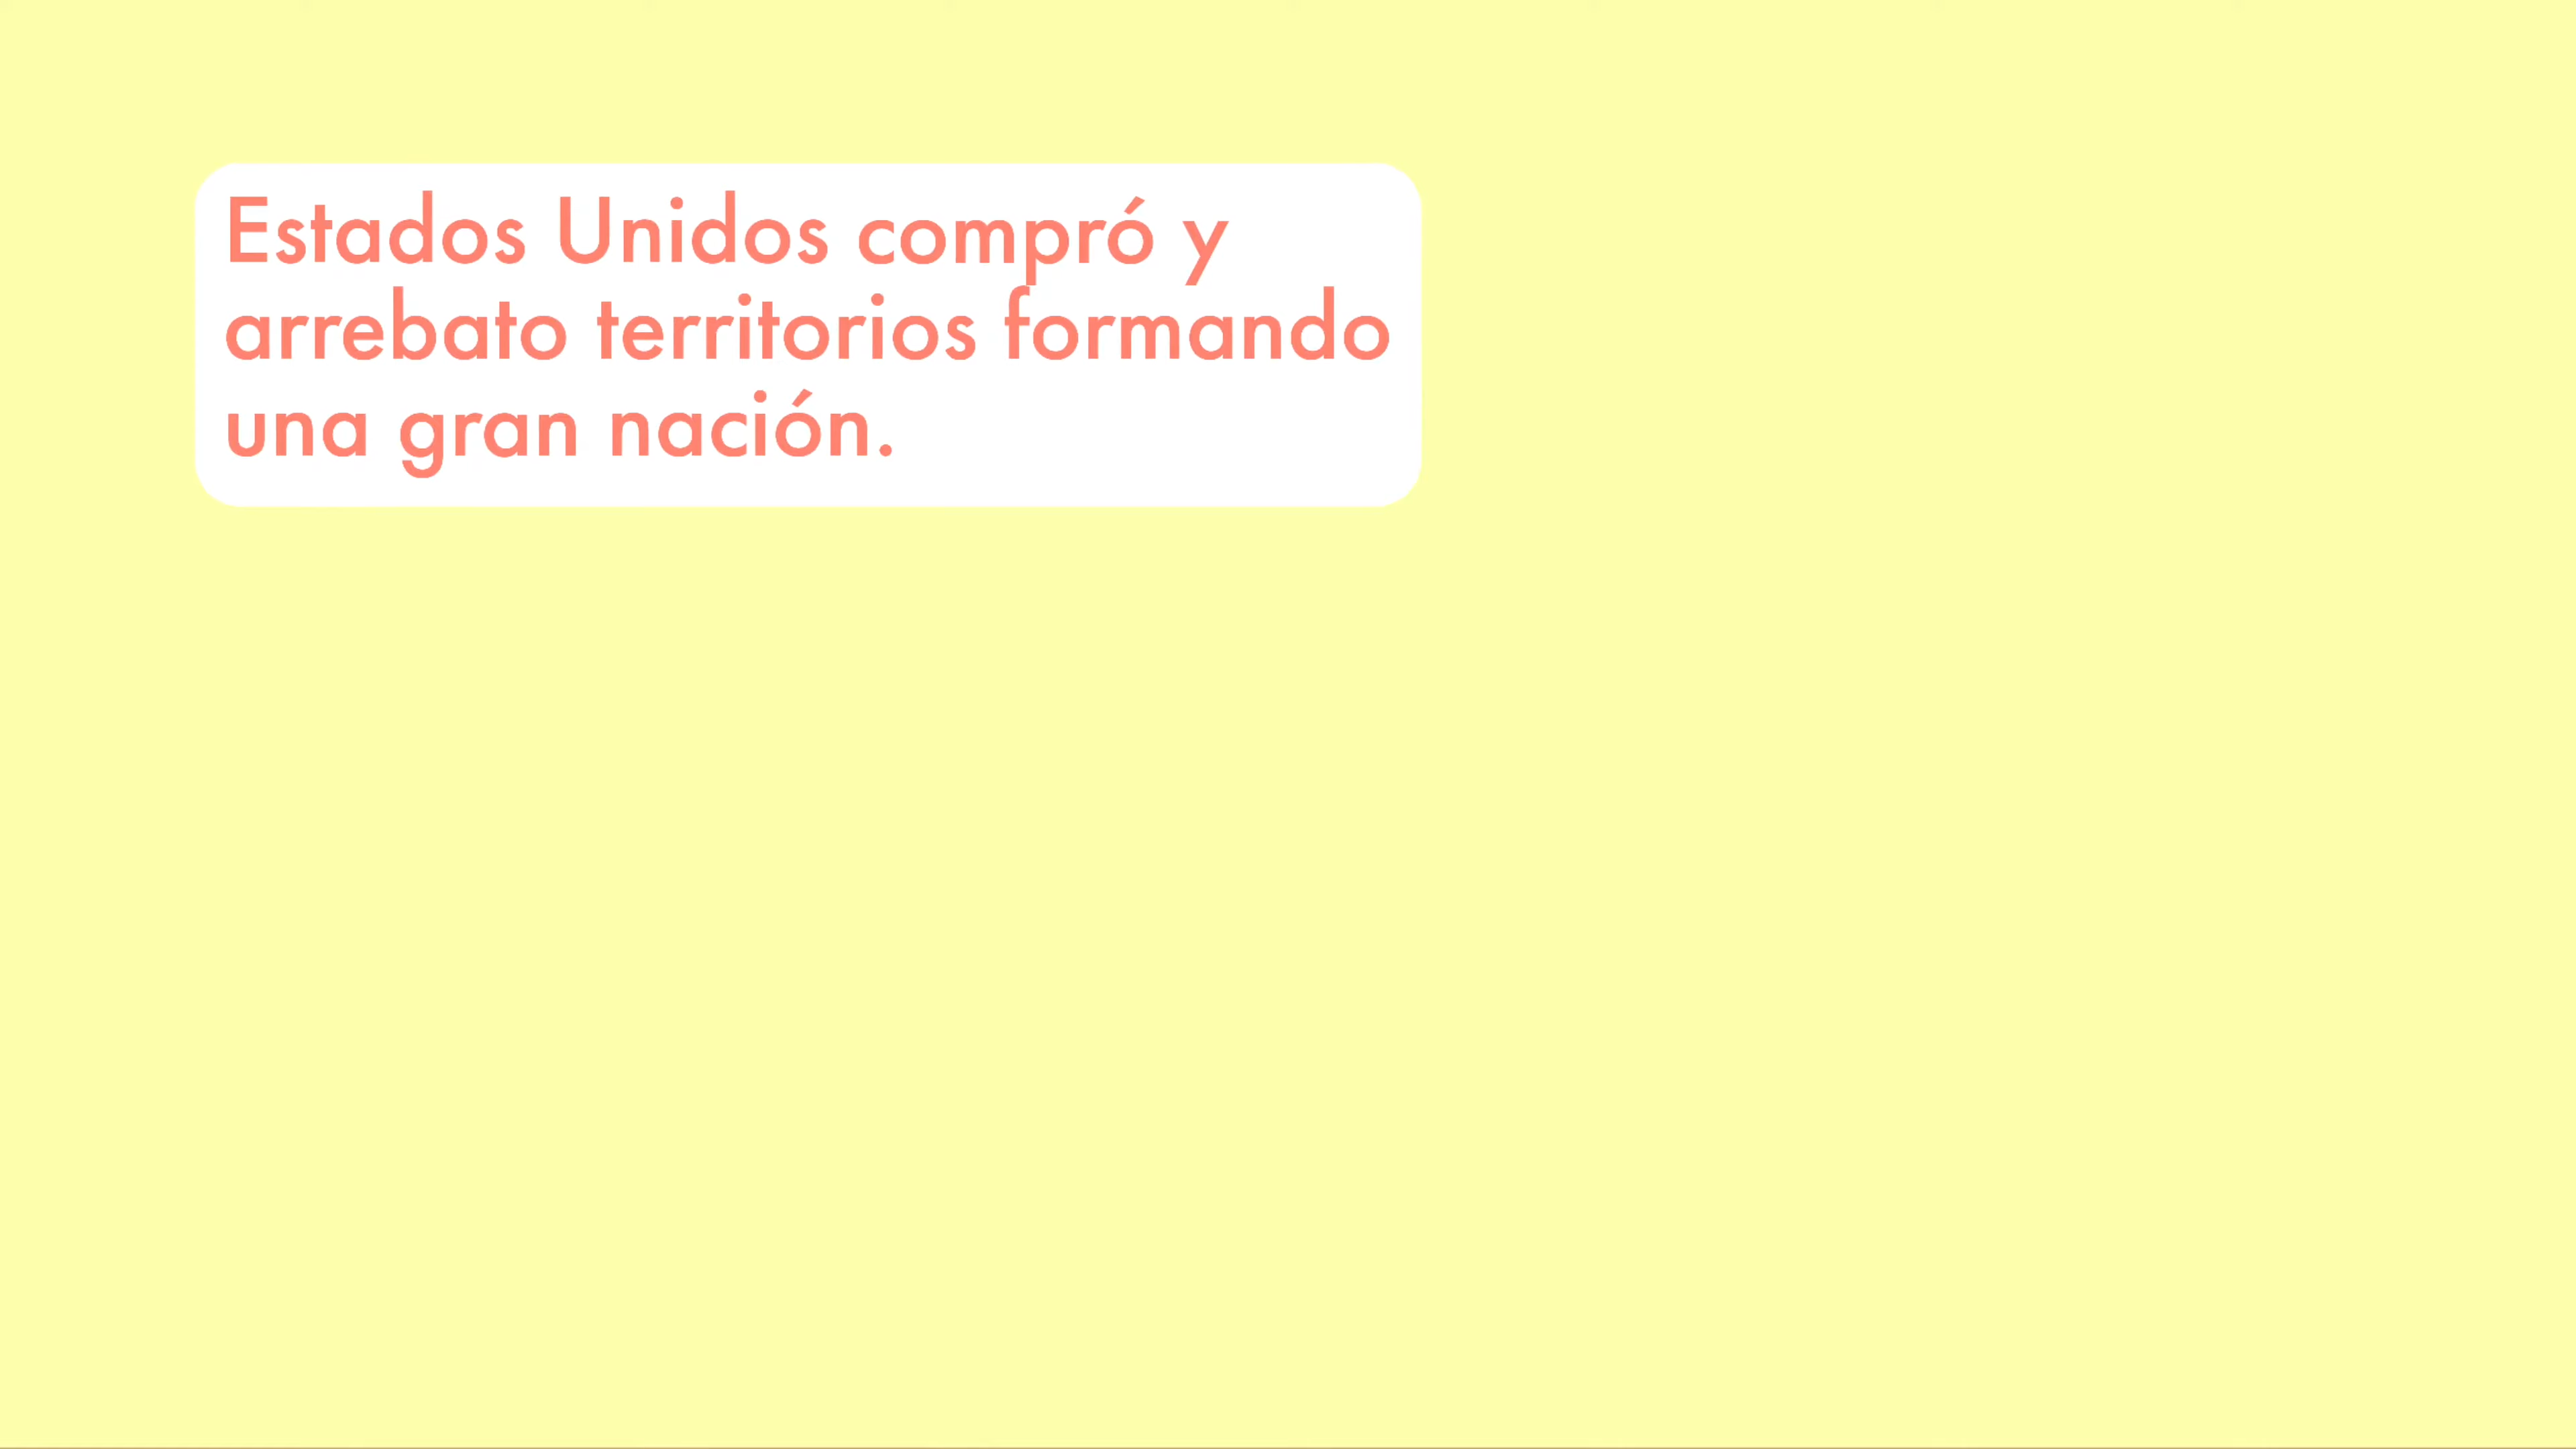 Estados Unidos compró y
arrebato territorios formando
una gran nación.